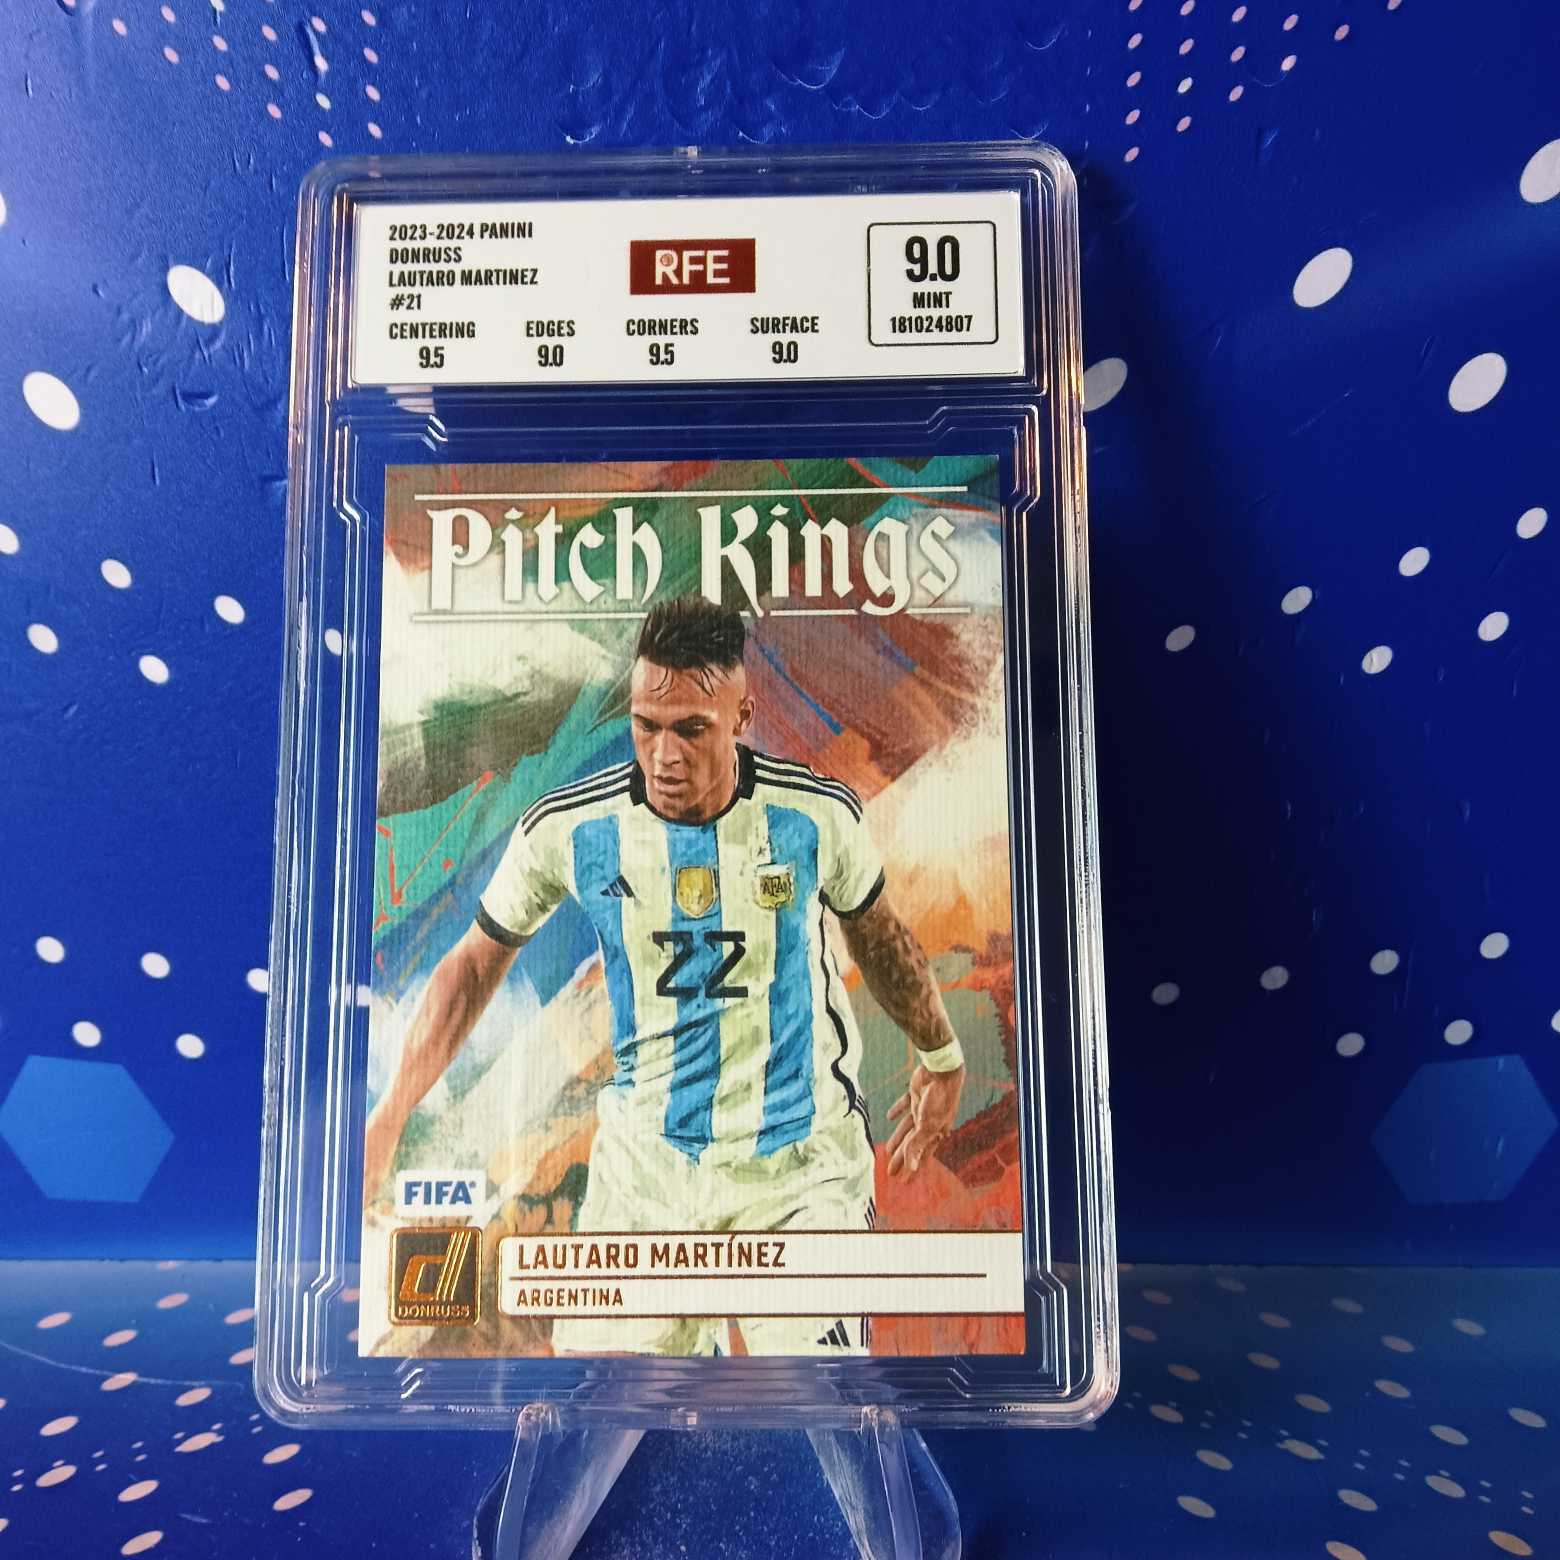 2023-2024 PANINI
DONRUSS
LAUTARO MARTINEZ
#21
RFE
9.0
MINT
181024807
CENTERING EDGES CORNERS SURFACE
9.5 9.0 9.5 9.0
Pitch Kings
AFA
22
FIFA
DONRUSS
LAUTARO MARTÍNEZ
ARGENTINA